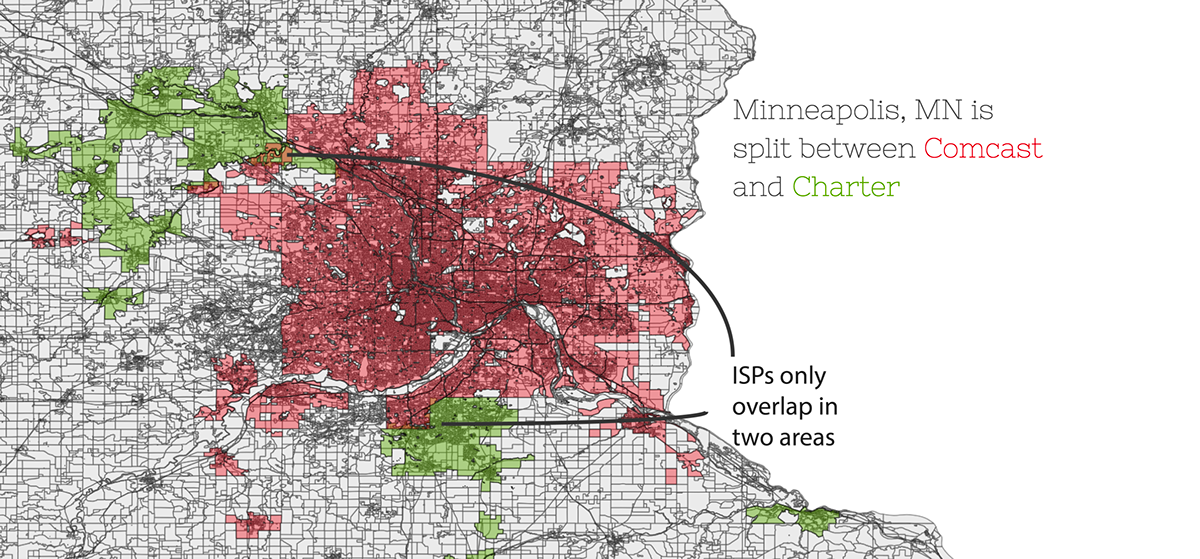 Minneapolis, MN is
split between Comcast
and Charter
ISPs only
overlap in
two areas